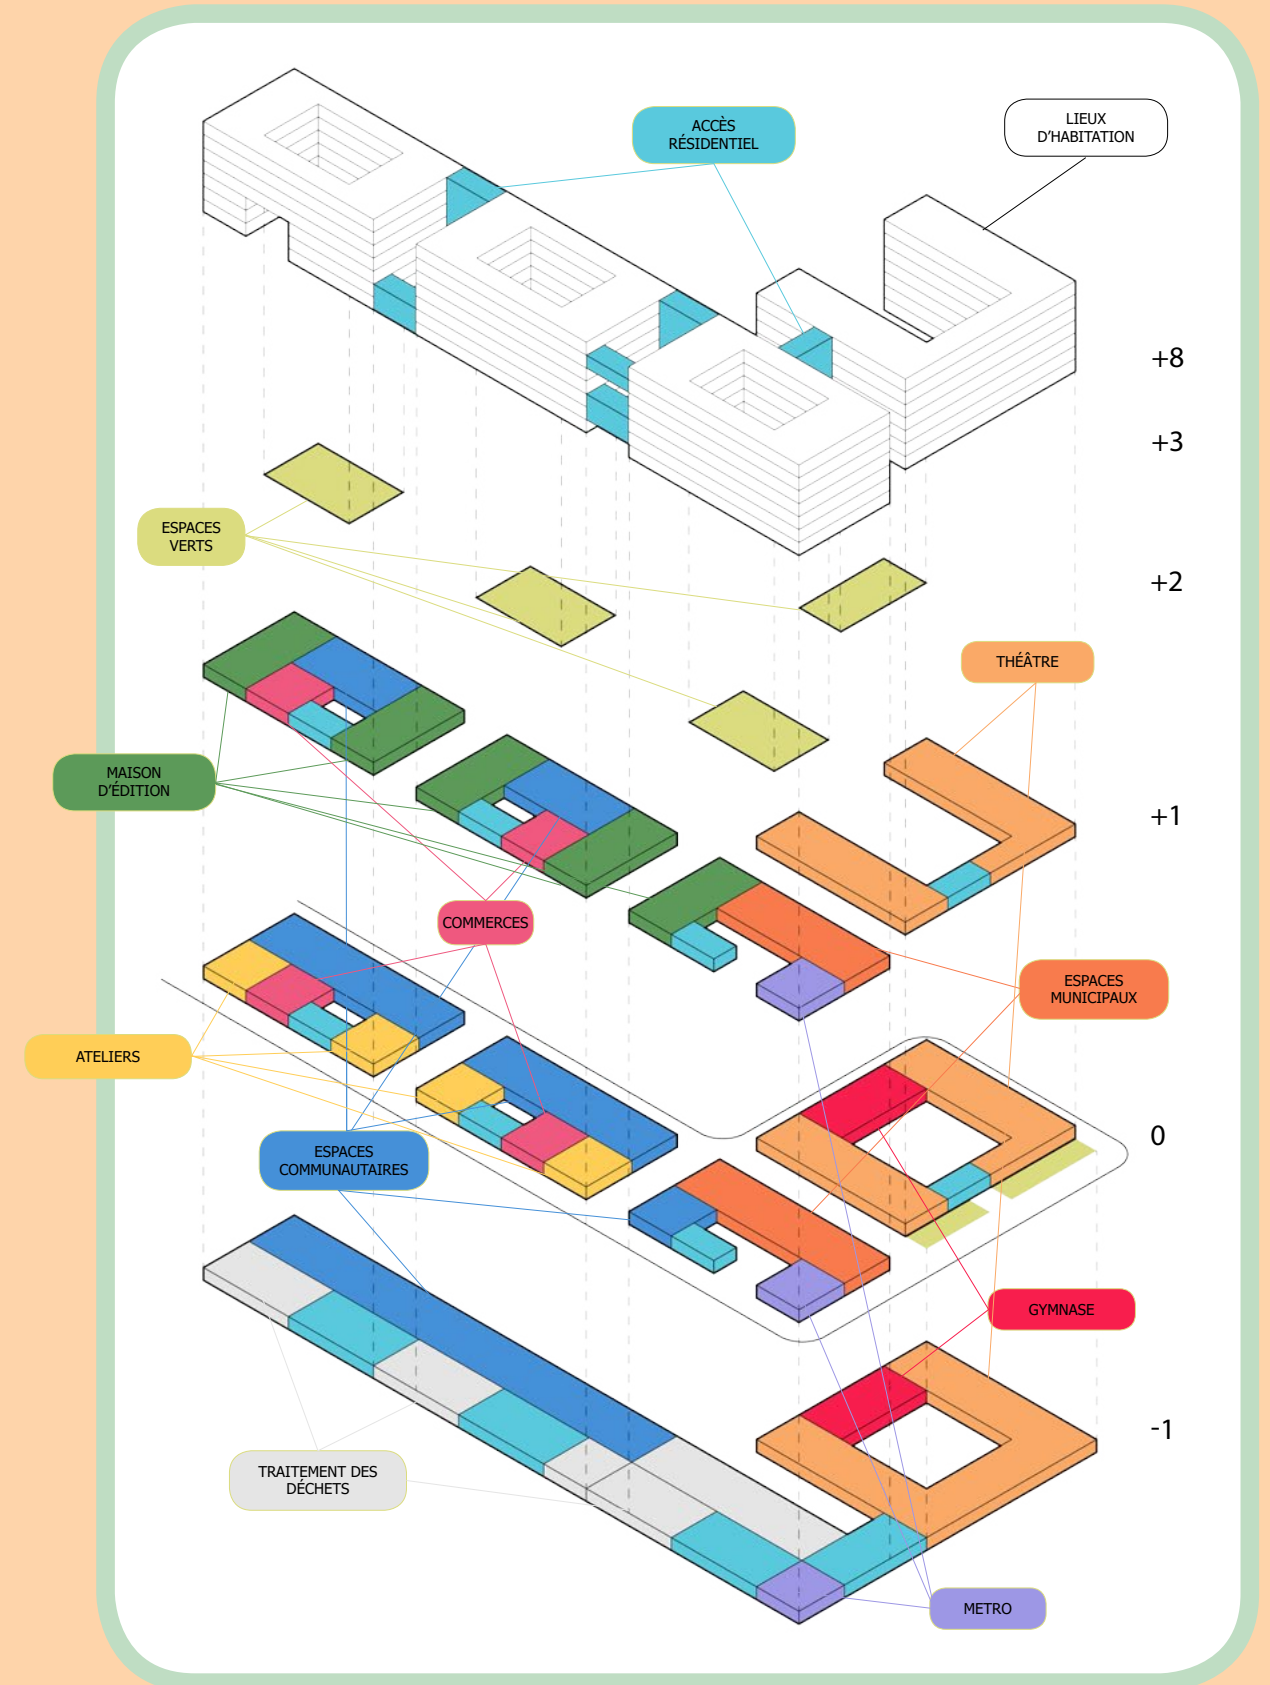 ACCÈS
RÉSIDENTIEL
LIEUX
D'HABITATION
+8
+3
ESPACES
VERTS
+2
THÉÂTRE
MAISON
D'ÉDITION
+1
COMMERCES
ESPACES
MUNICIPAUX
ATELIERS
0
ESPACES
COMMUNAUTAIRES
GYMNASE
-1
TRAITEMENT DES
DÉCHETS
METRO